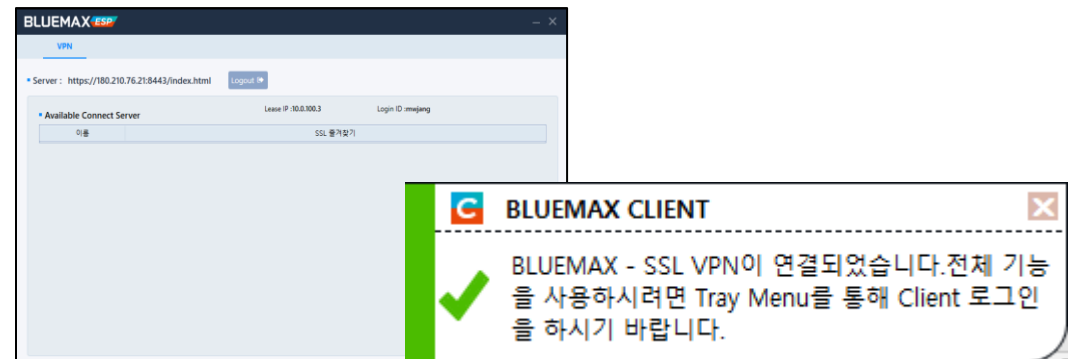 BLUEMAX ESP
VPN
Server : https://180.210.76.21:8443/index.html Logout
Available Connect Server Lease IP :10.0.100.3 Login ID :mwjang
이름 SSL 즐겨찾기
BLUEMAX CLIENT
BLUEMAX - SSL VPN이 연결되었습니다.전체 기능
을 사용하시려면 Tray Menu를 통해 Client 로그인
을 하시기 바랍니다.